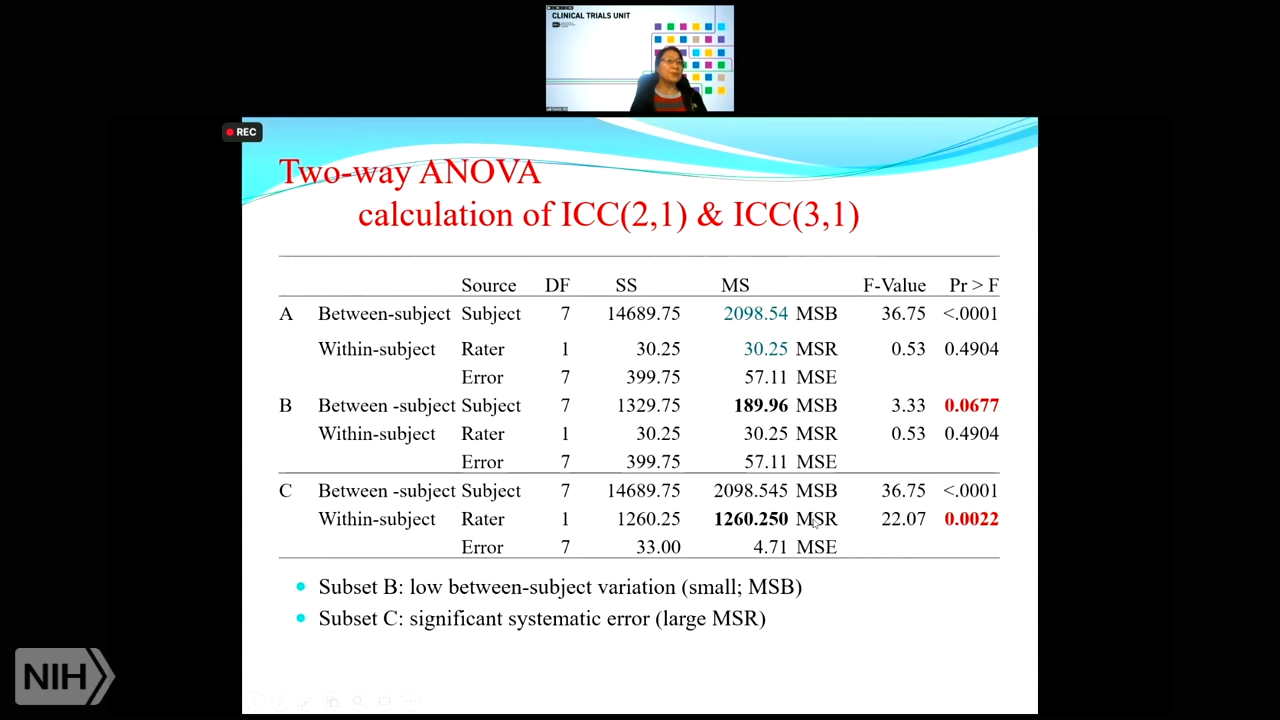 CLINICAL TRIALS UNIT
REC
Two-way ANOVA
calculation of ICC(2,1) & ICC(3,1)
Source DF SS MS F-Value Pr > F
A Between-subject Subject 7 14689.75 2098.54 MSB 36.75 <.0001
Within-subject Rater 1 30.25 30.25 MSR 0.53 0.4904
Error 7 399.75 57.11 MSE
B Between -subject Subject 7 1329.75 189.96 MSB 3.33 0.0677
Within-subject Rater 1 30.25 30.25 MSR 0.53 0.4904
Error 7 399.75 57.11 MSE
C Between -subject Subject 7 14689.75 2098.545 MSB 36.75 <.0001
Within-subject Rater 1 1260.25 1260.250 MSR 22.07 0.0022
Error 7 33.00 4.71 MSE
Subset B: low between-subject variation (small; MSB)
Subset C: significant systematic error (large MSR)
NIH